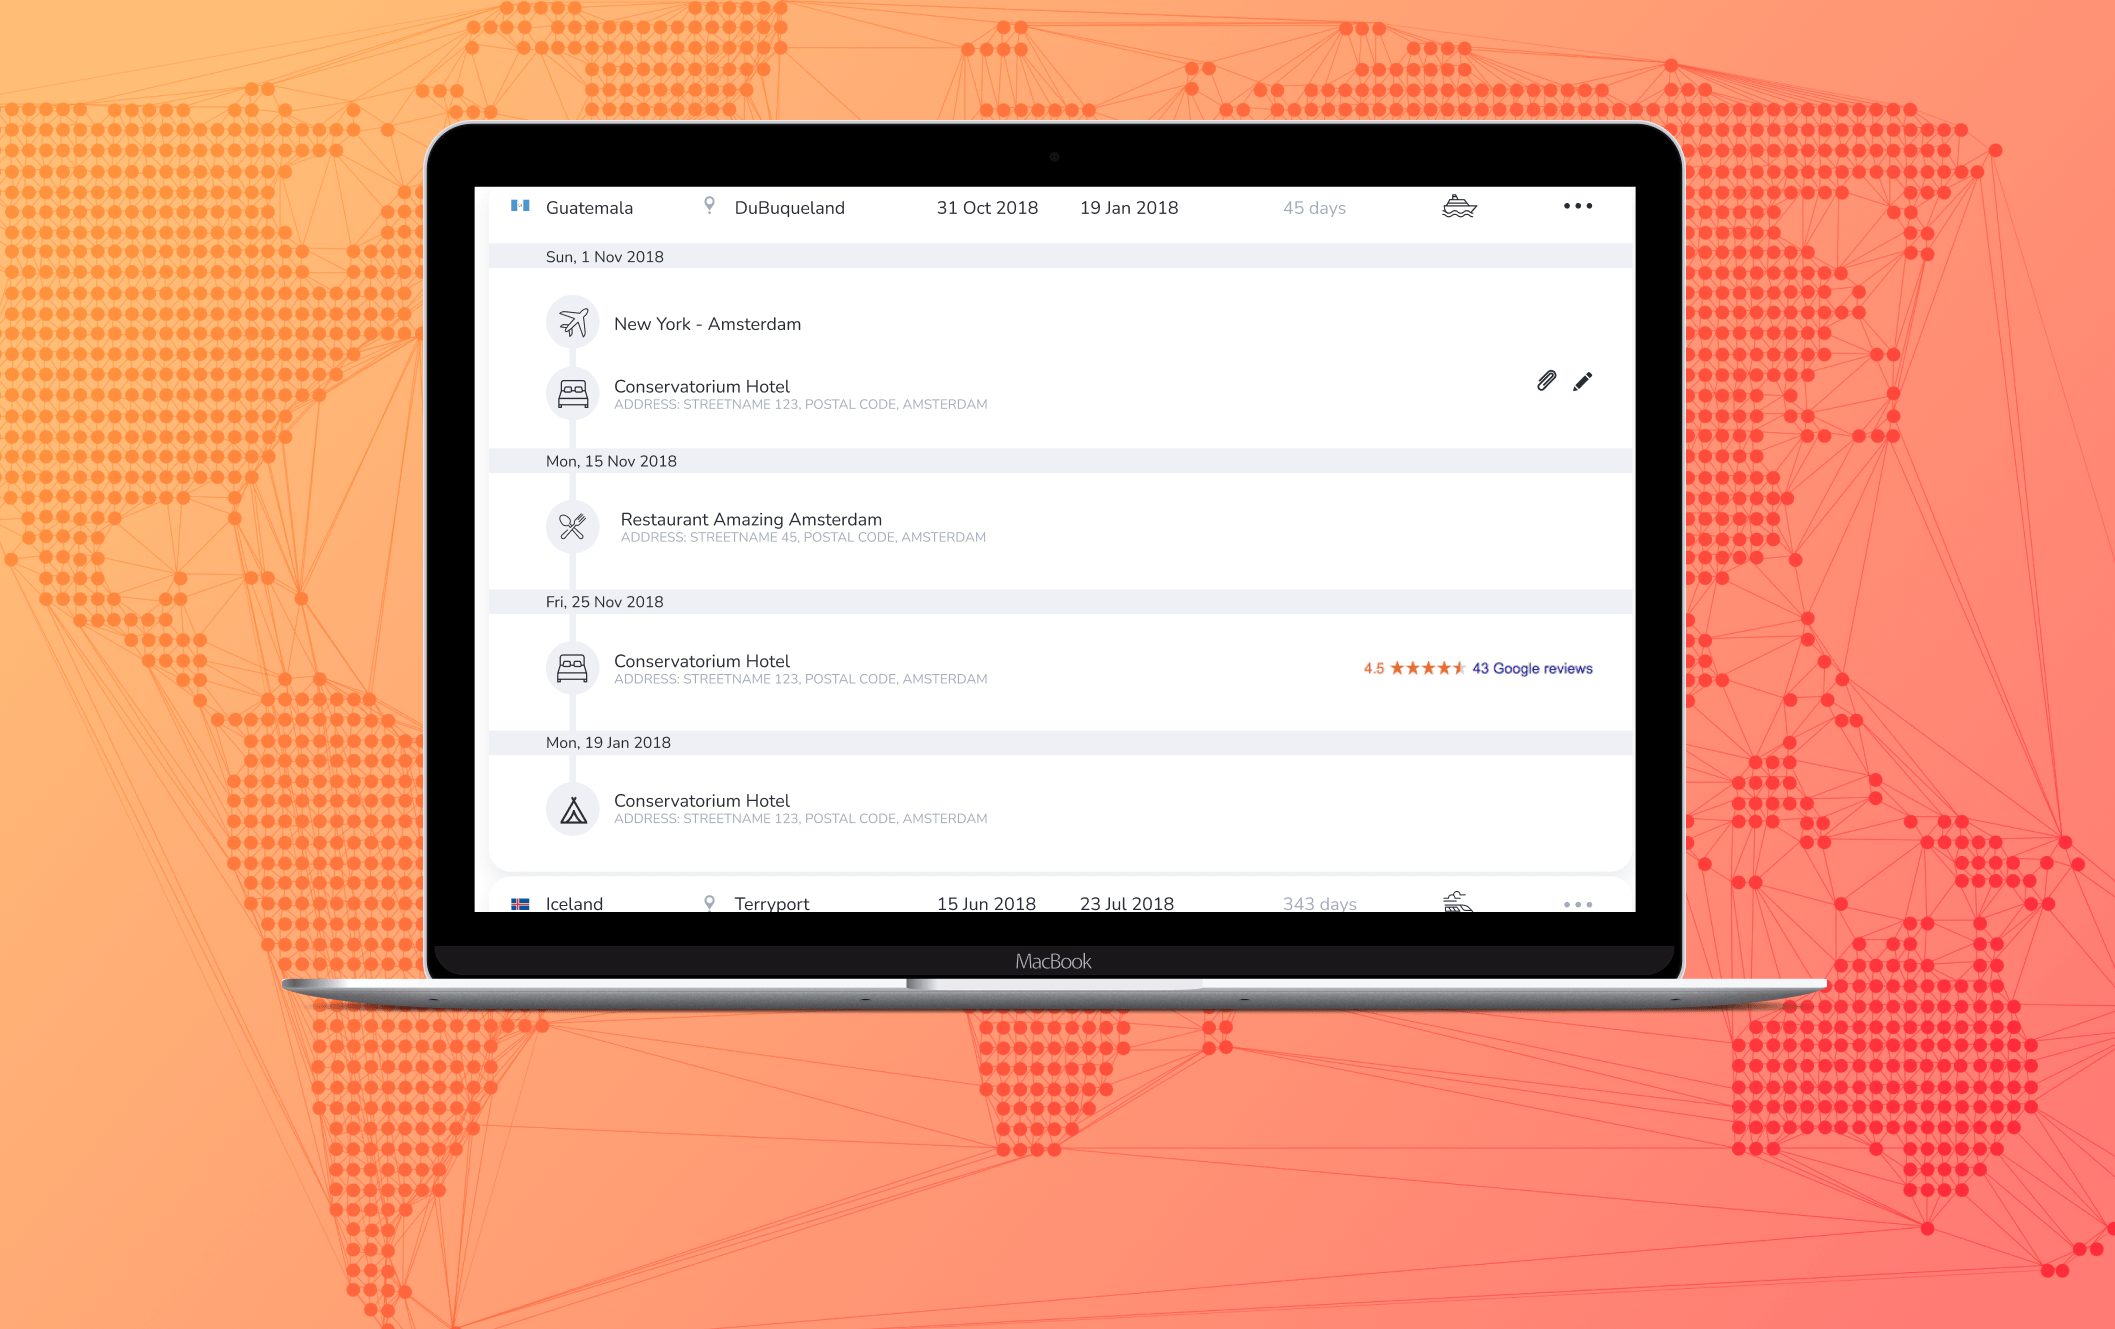 Guatemala DuBuqueland 31 Oct 2018 19 Jan 2018 45 days
Sun, 1 Nov 2018
New York - Amsterdam
Conservatorium Hotel
ADDRESS: STREETNAME 123, POSTAL CODE, AMSTERDAM
Mon, 15 Nov 2018
Restaurant Amazing Amsterdam
ADDRESS: STREETNAME 45, POSTAL CODE, AMSTERDAM
Fri, 25 Nov 2018
Conservatorium Hotel
ADDRESS: STREETNAME 123, POSTAL CODE, AMSTERDAM
4.5 43 Google reviews
Mon, 19 Jan 2018
Conservatorium Hotel
ADDRESS: STREETNAME 123, POSTAL CODE, AMSTERDAM
Iceland Terryport 15 Jun 2018 23 Jul 2018 343 days
MacBook